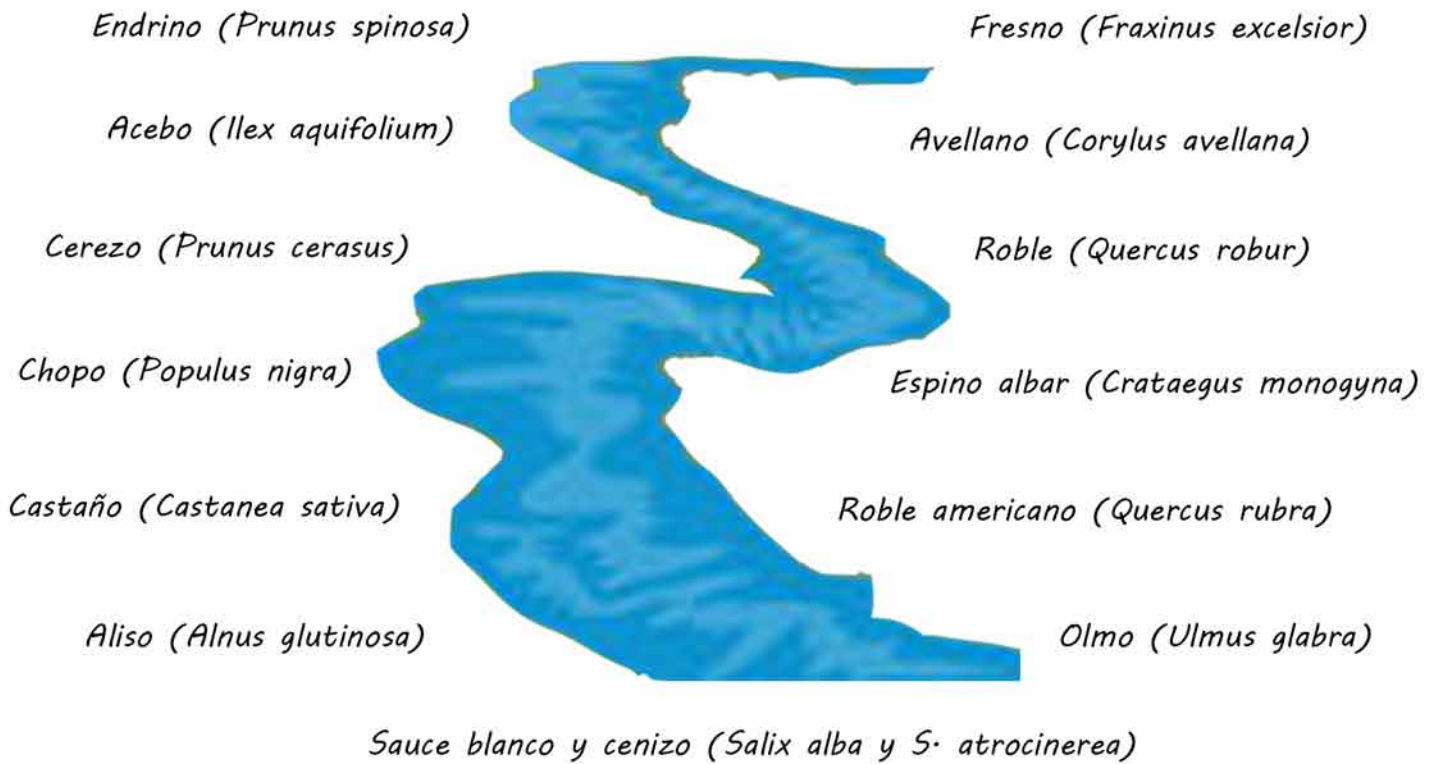 Endrino (Prunus spinosa)
Fresno (Fraxinus excelsior)
Acebo (Ilex aquifolium)
Avellano (Corylus avellana)
Cerezo (Prunus cerasus)
Roble (Quercus robur)
Chopo (Populus nigra)
Espino albar (Crataegus monogyna)
Castaño (Castanea sativa)
Roble americano (Quercus rubra)
Aliso (Alnus glutinosa)
Olmo (Ulmus glabra)
Sauce blanco y cenizo (Salix alba y S. atrocinerea)